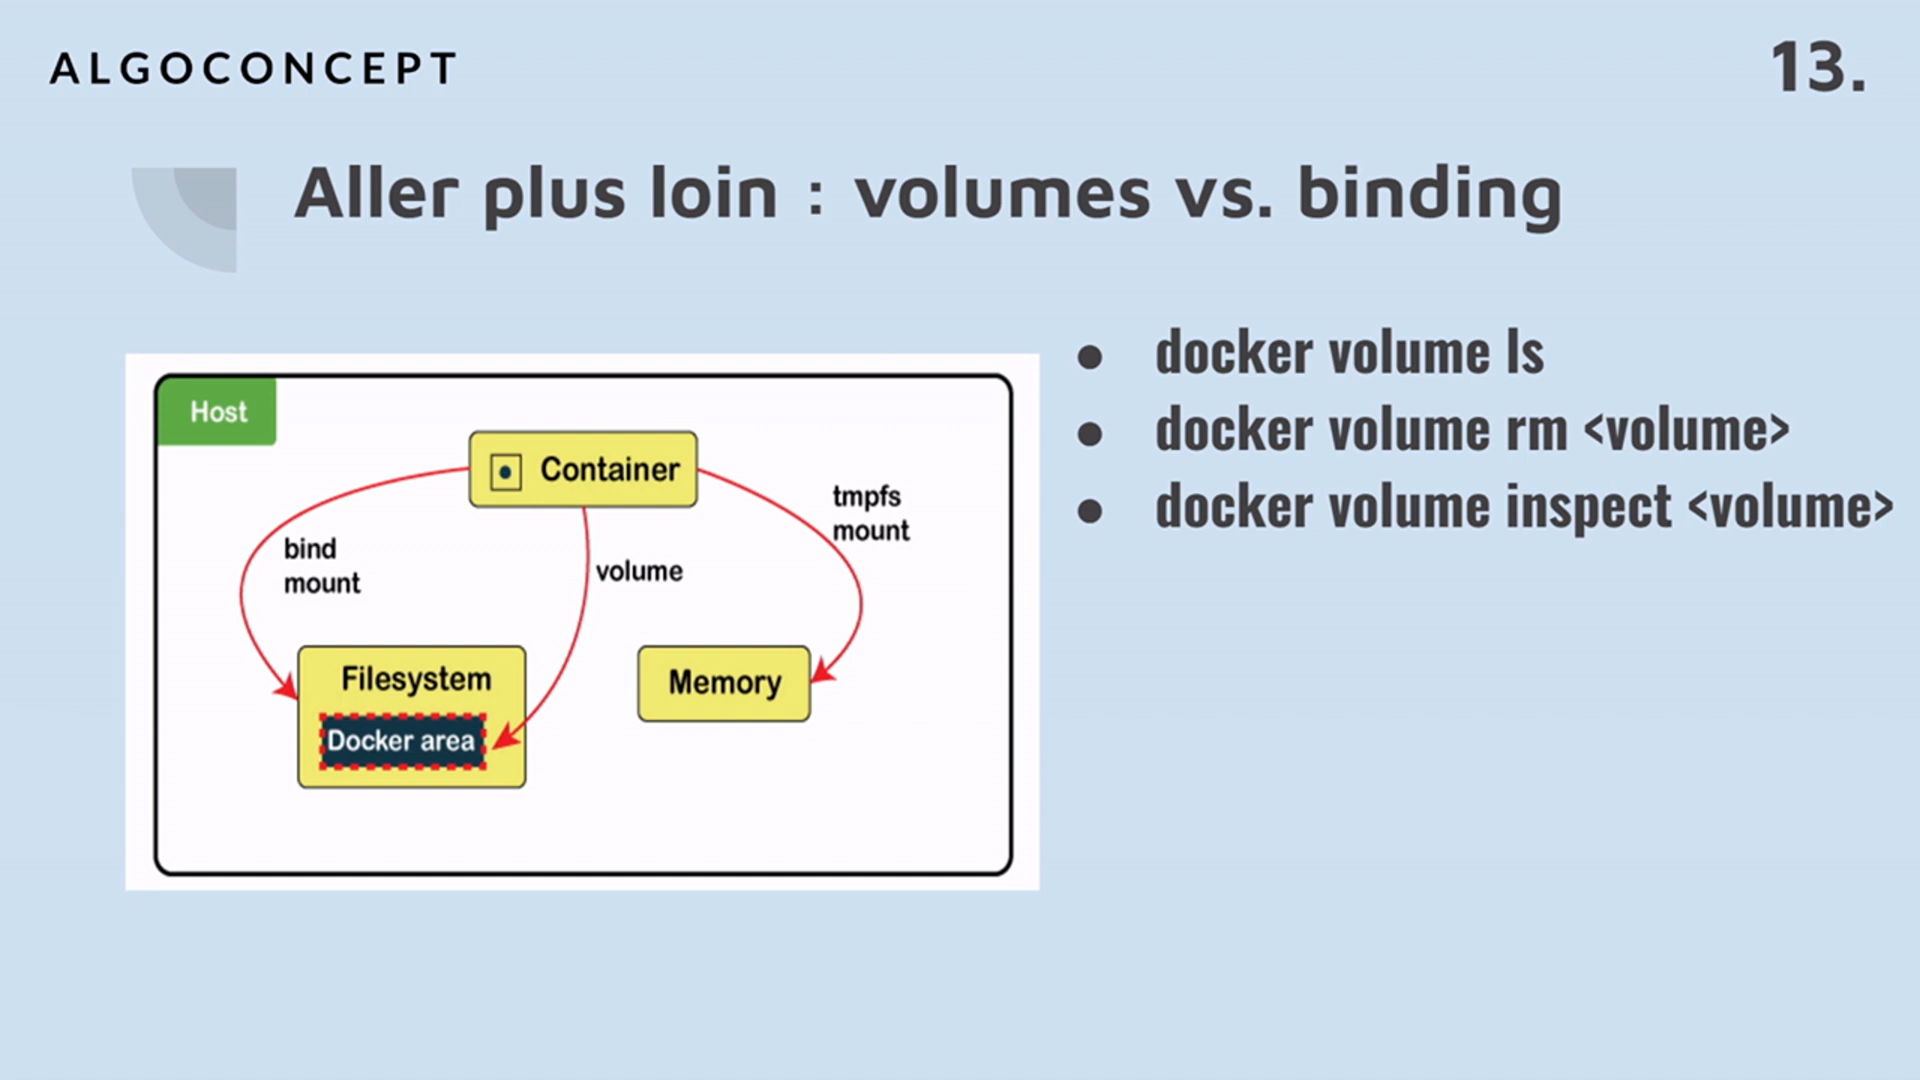 ALGOCONCEPT
13.
Aller plus loin : volumes vs. binding
Host
Container
tmpfs
mount
bind
mount
volume
Filesystem
Docker area
Memory
● docker volume ls
● docker volume rm <volume>
● docker volume inspect <volume>